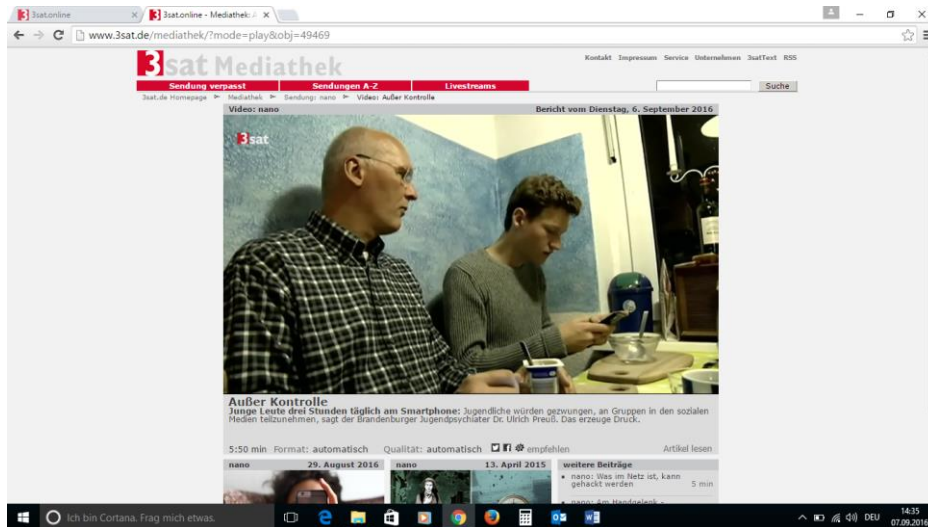 3sat.online
3sat.online - Mediathek: A
www.3sat.de/mediathek/?mode=play&obj=49469
3sat Mediathek
Kontakt Impressum Service Unternehmen 3satText RSS
Sendung verpasst Sendungen A-Z Livestreams
Suche
3sat.de Homepage Mediathek Sendung: nano Video: Außer Kontrolle
Video: nano Bericht vom Dienstag, 6. September 2016
3sat
Außer Kontrolle
Junge Leute drei Stunden täglich am Smartphone: Jugendliche würden gezwungen, an Gruppen in den sozialen
Medien teilzunehmen, sagt der Brandenburger Jugendpsychiater Dr. Ulrich Preuß. Das erzeuge Druck.
5:50 min Format: automatisch Qualität: automatisch empfehlen Artikel lesen
nano 29. August 2016 nano 13. April 2015 weitere Beiträge
nano: Was im Netz ist, kann
gehackt werden 5 min
nano: Am Handgelenk -
Ich bin Cortana. Frag mich etwas.
DEU
14:35
07.09.2016